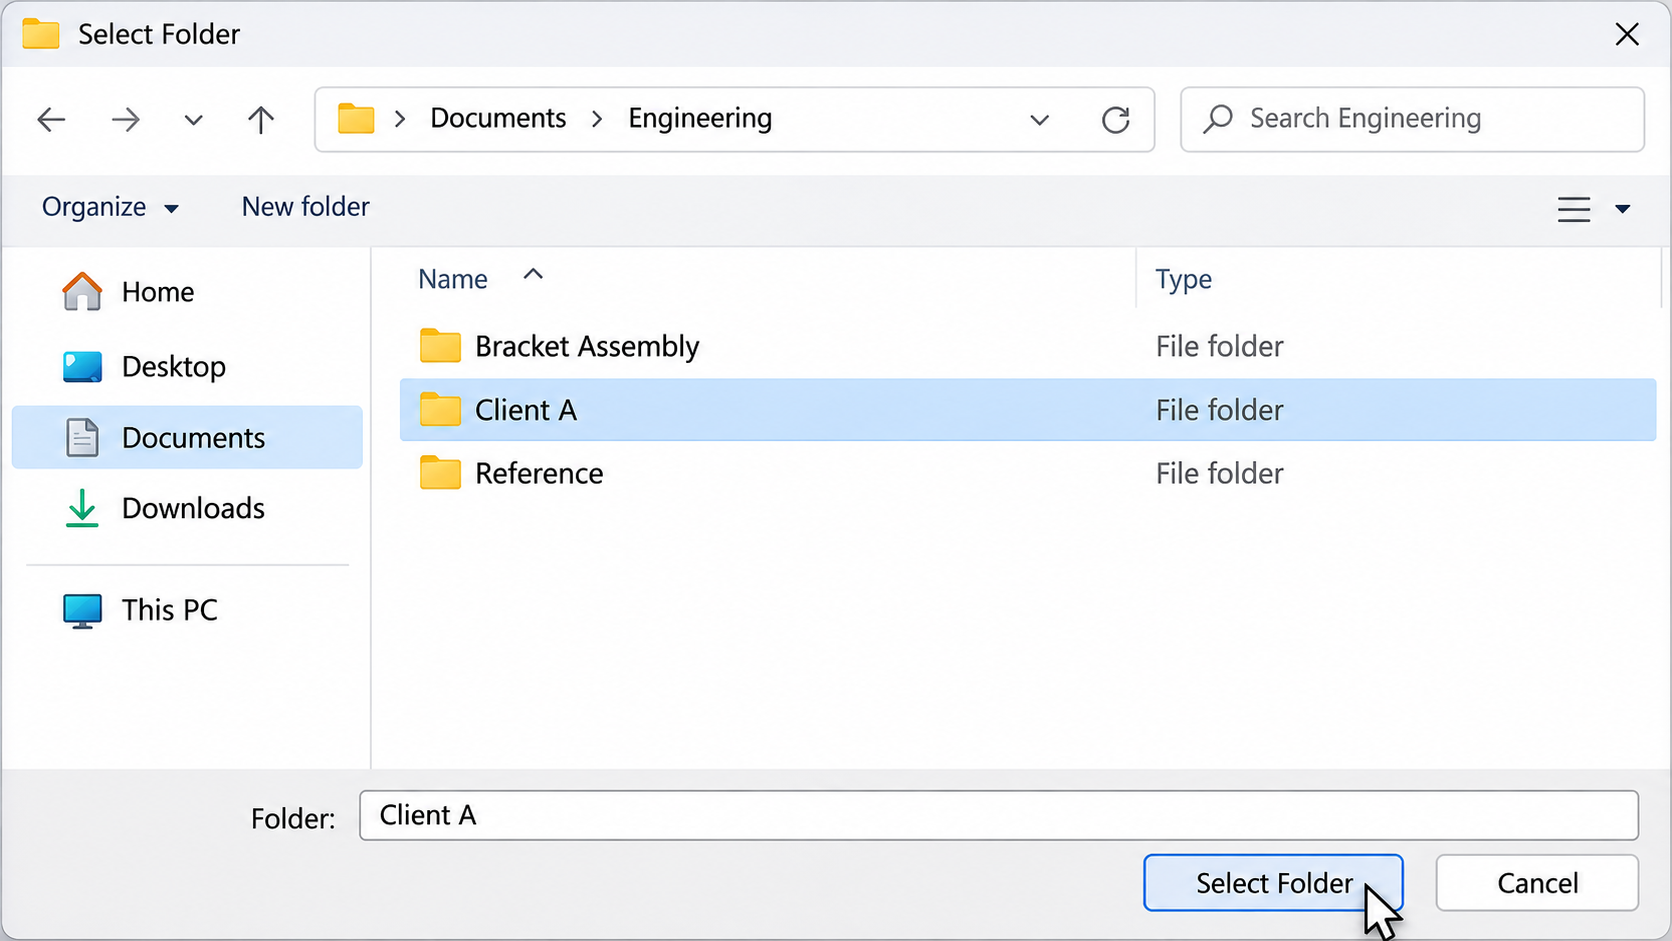 Select Folder
Documents Engineering
Search Engineering
Organize
New folder
Home
Desktop
Documents
Downloads
This PC
Name Type
Bracket Assembly File folder
Client A File folder
Reference File folder
Folder: Client A
Select Folder
Cancel